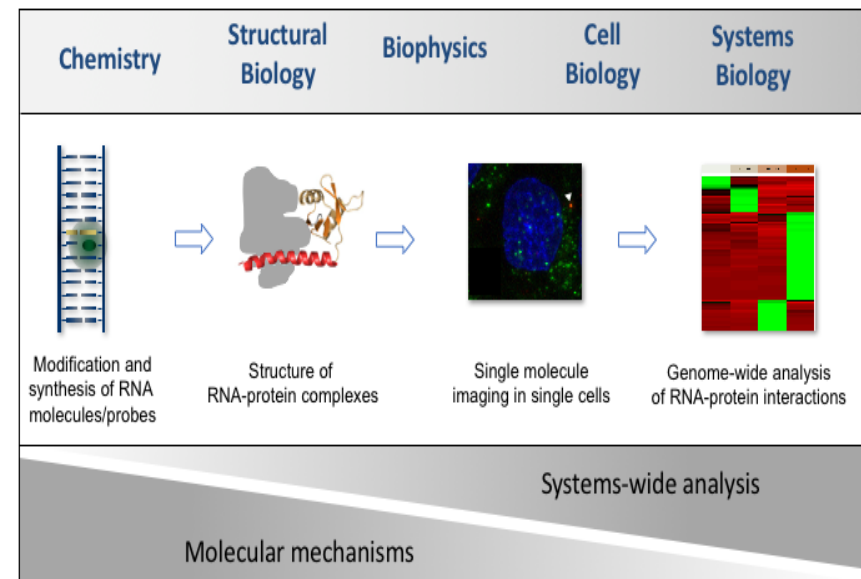 Chemistry
Structural
Biology
Biophysics
Cell
Biology
Systems
Biology
Modification and
synthesis of RNA
molecules/probes
Structure of
RNA-protein complexes
Single molecule
imaging in single cells
Genome-wide analysis
of RNA-protein interactions
Systems-wide analysis
Molecular mechanisms